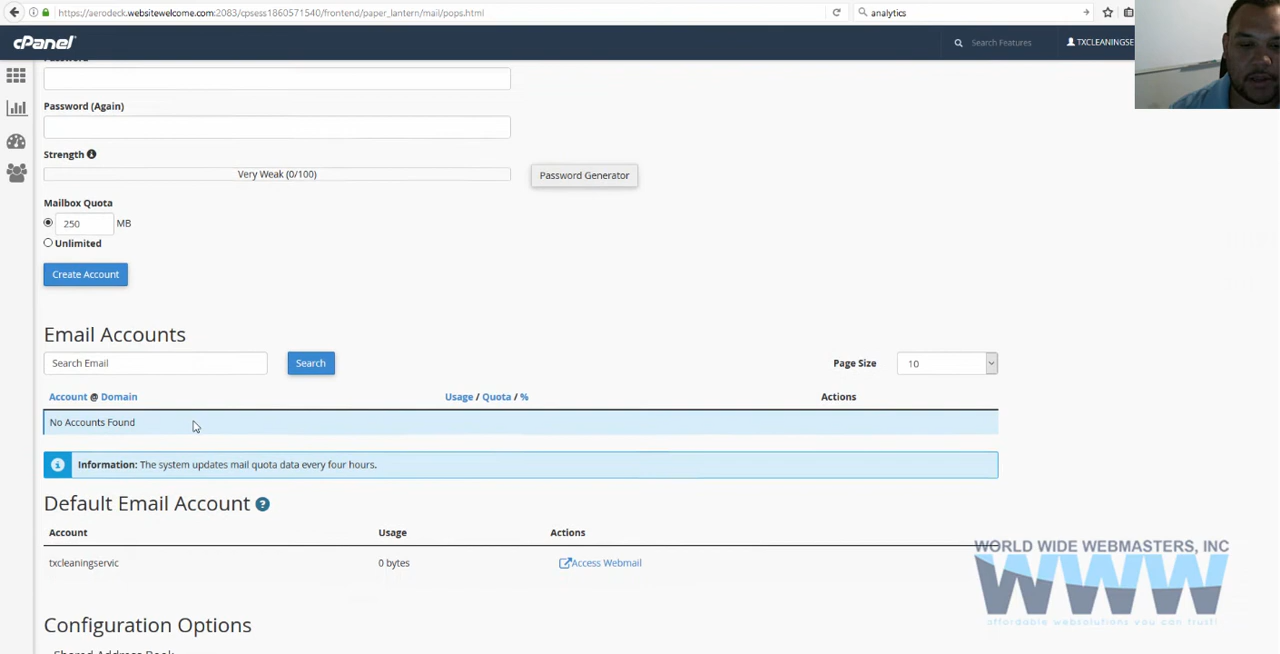 https://aerodeck.websitewelcome.com:2083/cpsess1860571540/frontend/paper_lantern/mail/pops.html
analytics
cPanel
Search Features
TXCLEANINGSE
Password
Password (Again)
Strength
Very Weak (0/100)
Password Generator
Mailbox Quota
250 MB
Unlimited
Create Account
Email Accounts
Search Email
Search
Page Size
10
Account @ Domain
Usage / Quota / %
Actions
No Accounts Found
Information: The system updates mail quota data every four hours.
Default Email Account
Account
Usage
Actions
txcleaningservic
0 bytes
Access Webmail
WORLD WIDE WEBMASTERS, INC
WWW
affordable websolutions you can trust!
Configuration Options
Shared Address Book